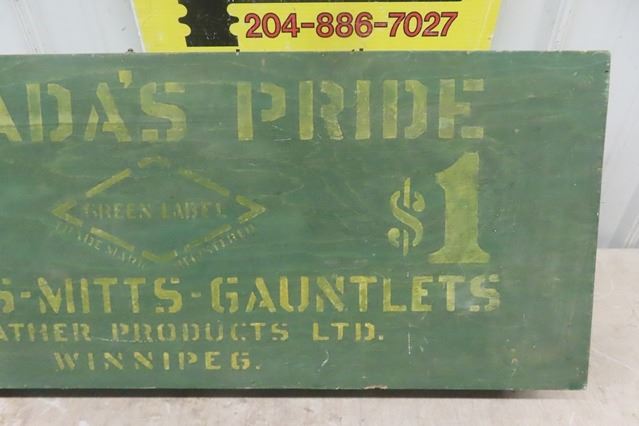 204-886-7027
ADA'S PRIDE
GREEN LABEL
TRADE MARK REGISTERED
$1
S-MITTS-GAUNTLETS
ATHER PRODUCTS LTD.
WINNIPEG.